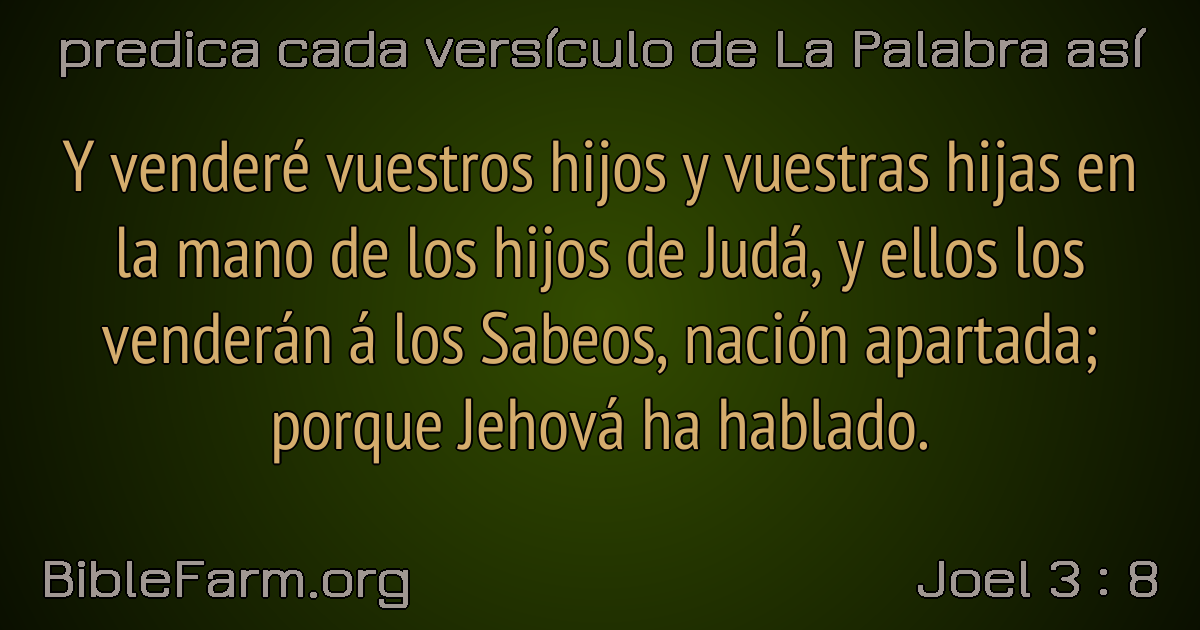 predica cada versículo de La Palabra así
Y venderé vuestros hijos y vuestras hijas en
la mano de los hijos de Judá, y ellos los
venderán á los Sabeos, nación apartada;
porque Jehová ha hablado.
BibleFarm.org
Joel 3 : 8